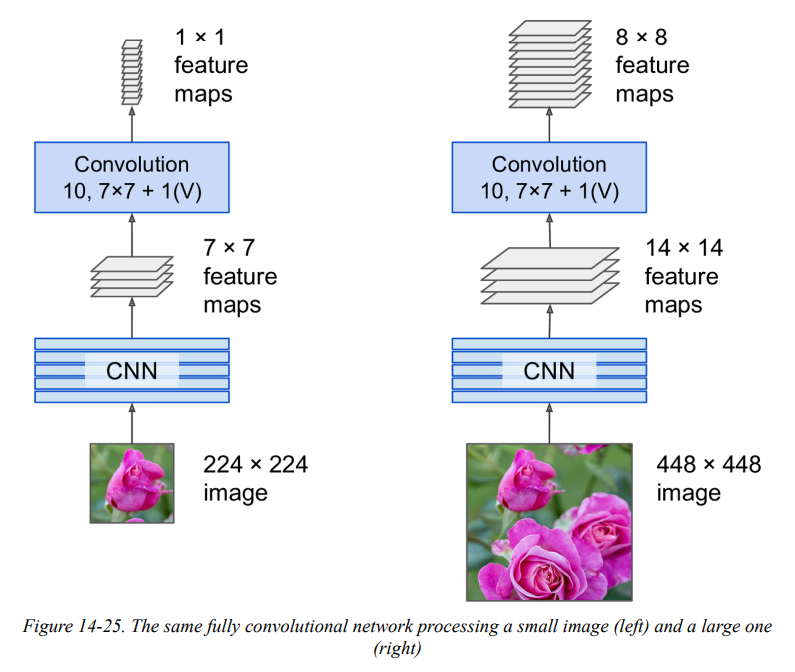 1 × 1
feature
maps
8 × 8
feature
maps
Convolution
10, 7×7 + 1(V)
Convolution
10, 7×7 + 1(V)
7 × 7
feature
maps
14 × 14
feature
maps
CNN
CNN
224 × 224
image
448 × 448
image
Figure 14-25. The same fully convolutional network processing a small image (left) and a large one
(right)